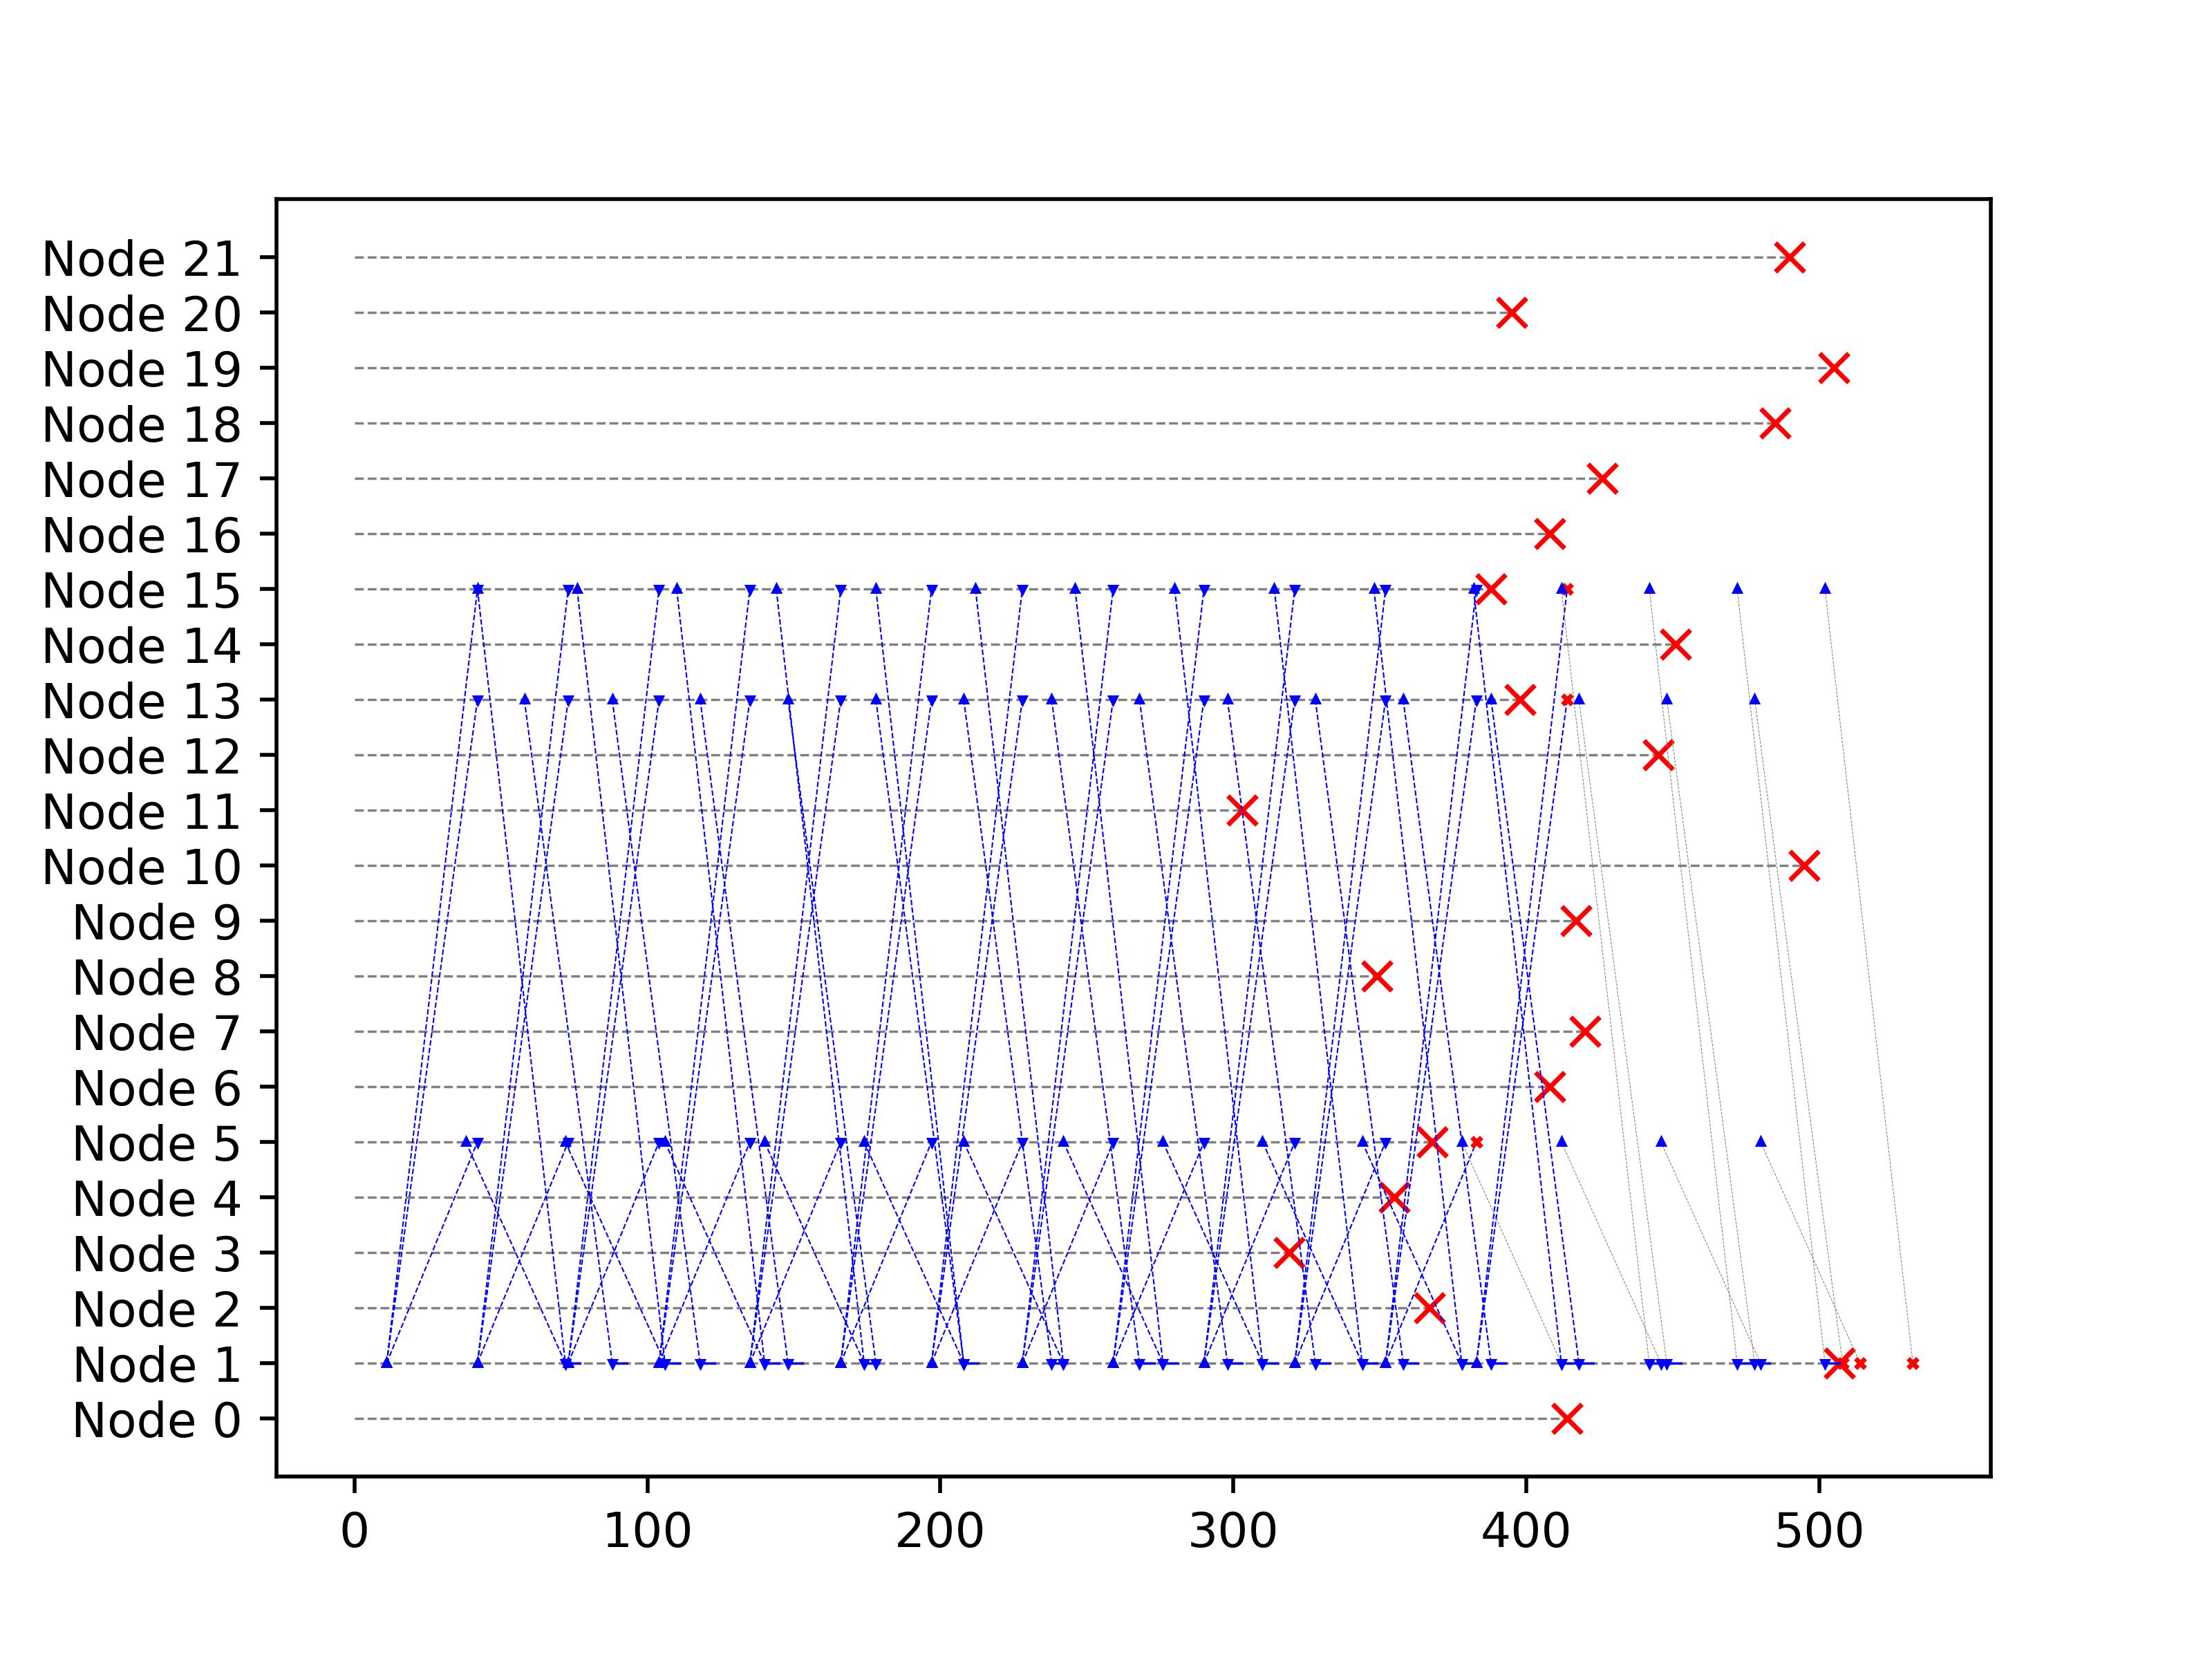 Node 21
Node 20
Node 19
Node 18
Node 17
Node 16
Node 15
Node 14
Node 13
Node 12
Node 11
Node 10
Node 9
Node 8
Node 7
Node 6
Node 5
Node 4
Node 3
Node 2
Node 1
Node 0
0 100 200 300 400 500